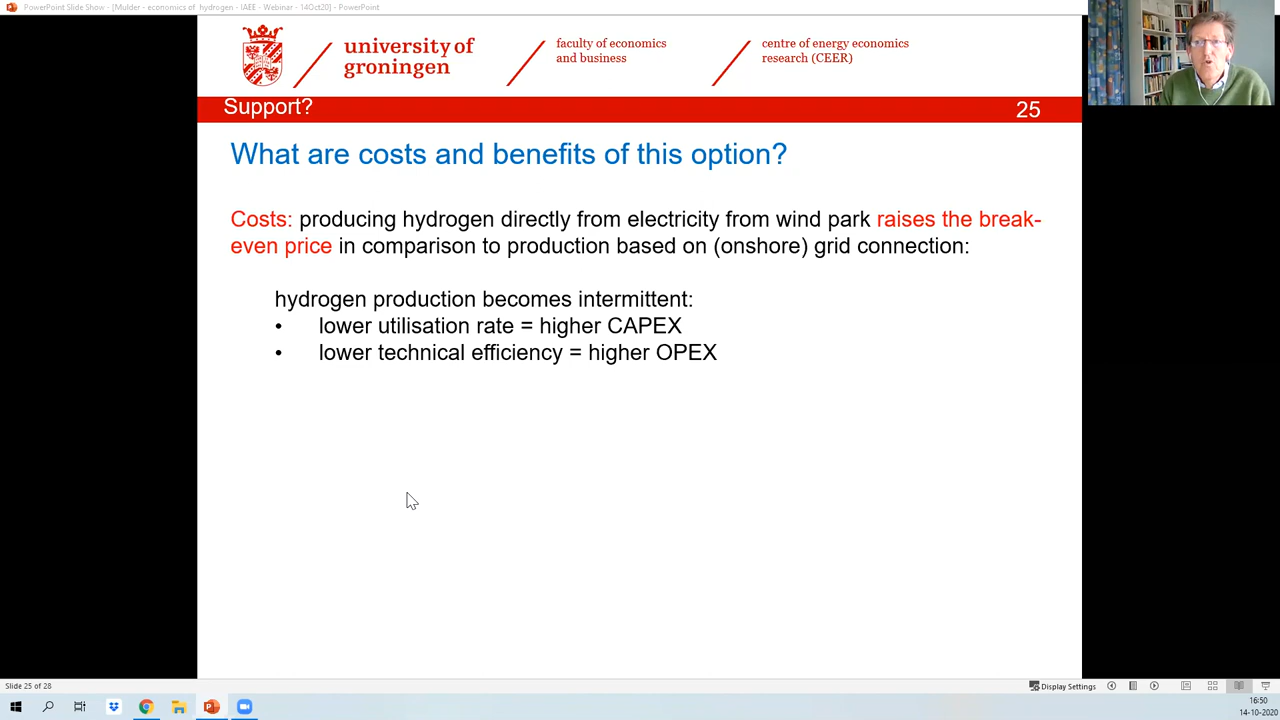 PowerPoint Slide Show - [Mulder - economics of hydrogen - IAEE - Webinar - 14Oct20] - PowerPoint
university of
groningen
faculty of economics
and business
centre of energy economics
research (CEER)
Support?
25
What are costs and benefits of this option?
Costs: producing hydrogen directly from electricity from wind park raises the break-
even price in comparison to production based on (onshore) grid connection:
hydrogen production becomes intermittent:
• lower utilisation rate = higher CAPEX
• lower technical efficiency = higher OPEX
Slide 25 of 28
Display Settings
16:50
14-10-2020